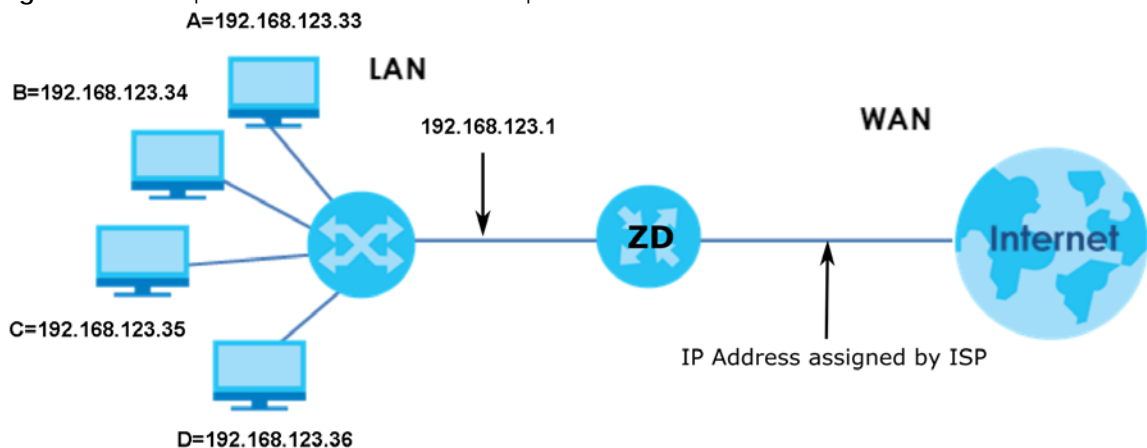 A=192.168.123.33
LAN
B=192.168.123.34
192.168.123.1
WAN
ZD
Internet
C=192.168.123.35
IP Address assigned by ISP
D=192.168.123.36